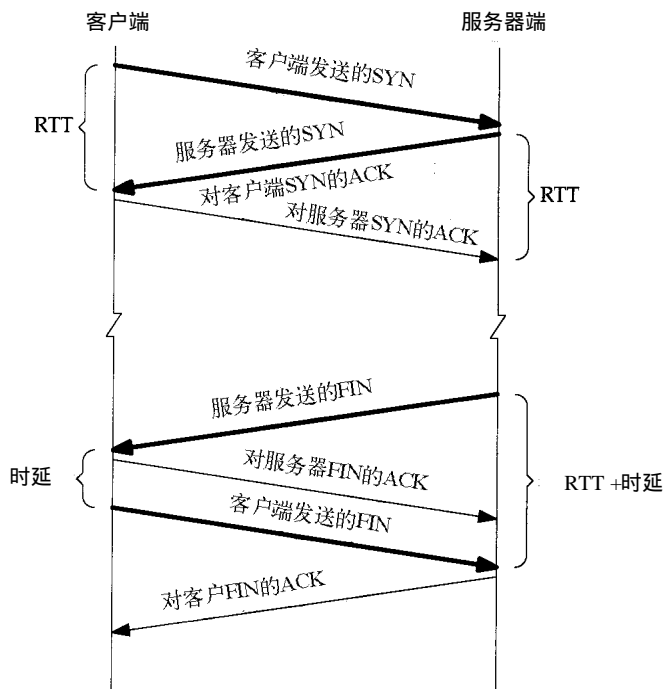 客户端
服务器端
客户端发送的SYN
RTT
服务器发送的SYN
对客户端SYN的ACK
RTT
对服务器SYN的ACK
服务器发送的FIN
时延
对服务器FIN的ACK
RTT +时延
客户端发送的FIN
对客户FIN的ACK